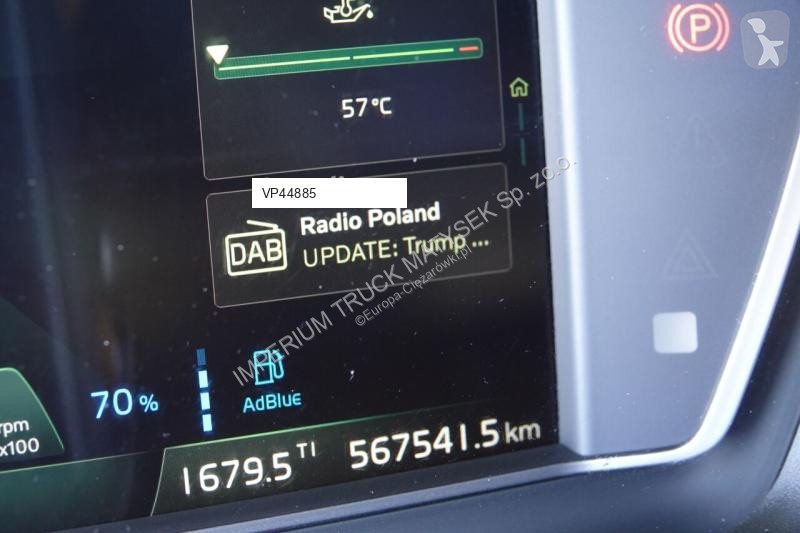 57°C
VP44885
Radio Poland
DAB
UPDATE: Trump ...
IMPERIUM TRUCK MATYSEK Sp. zo.o.
©Europa-Ciężarówki.pl
70 %
AdBlue
rpm
x100
1679.5 TI 567541.5 km
P